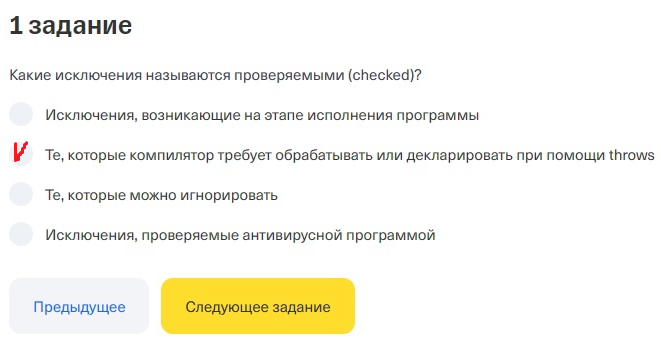 1 задание
Какие исключения называются проверяемыми (checked)?
Исключения, возникающие на этапе исполнения программы
Те, которые компилятор требует обрабатывать или декларировать при помощи throws
Те, которые можно игнорировать
Исключения, проверяемые антивирусной программой
Предыдущее
Следующее задание